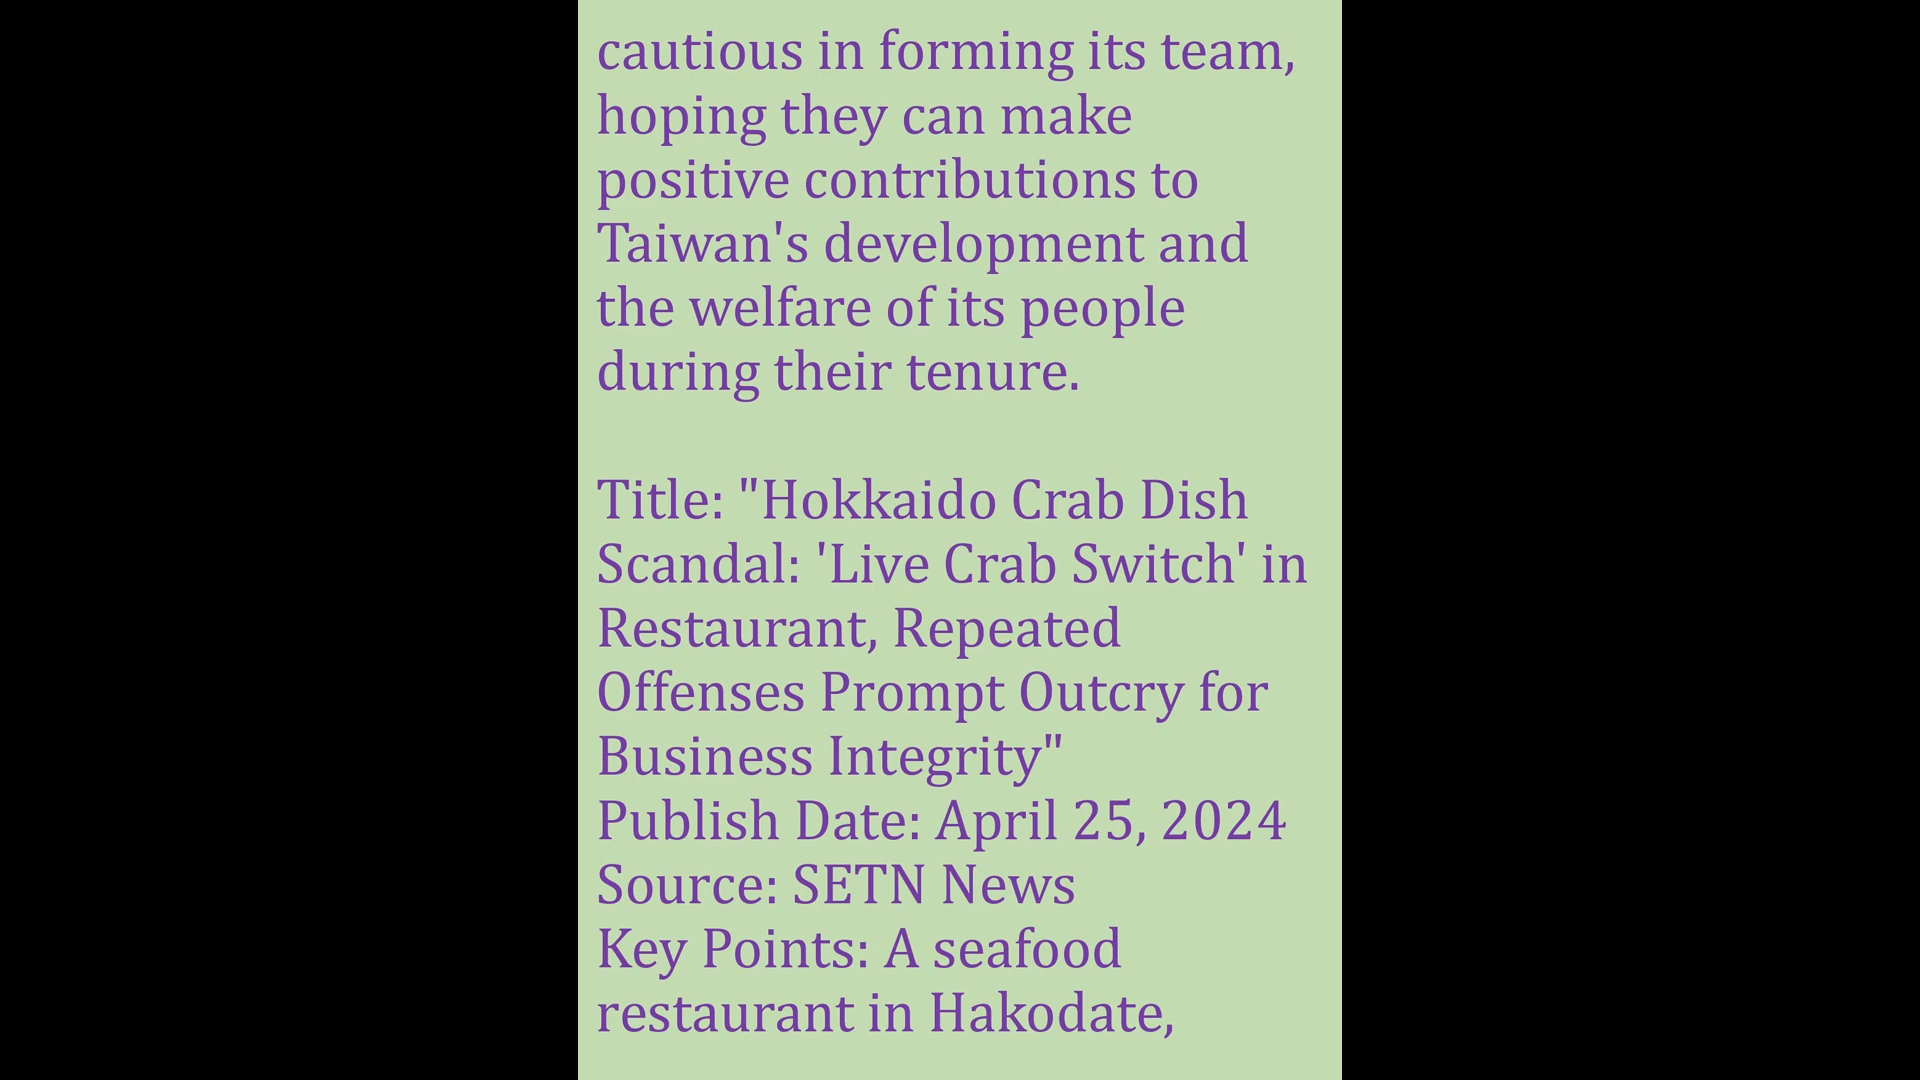 cautious in forming its team,
hoping they can make
positive contributions to
Taiwan's development and
the welfare of its people
during their tenure.
Title: "Hokkaido Crab Dish
Scandal: 'Live Crab Switch' in
Restaurant, Repeated
Offenses Prompt Outcry for
Business Integrity"
Publish Date: April 25, 2024
Source: SETN News
Key Points: A seafood
restaurant in Hakodate,